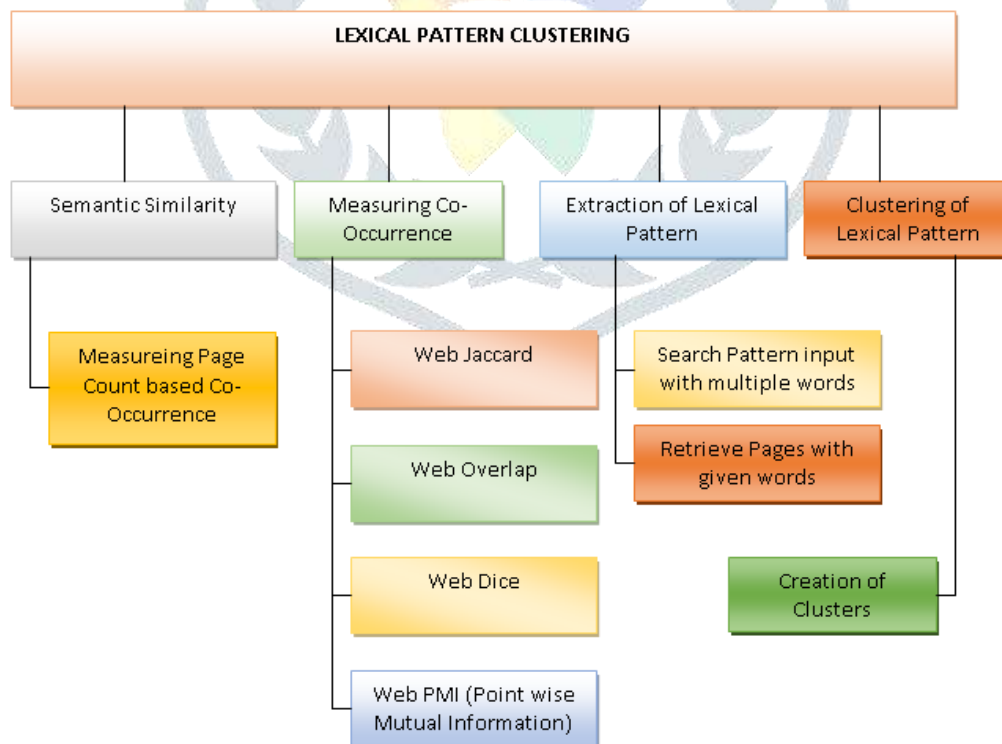 LEXICAL PATTERN CLUSTERING
Semantic Similarity
Measuring Co-
Occurrence
Extraction of Lexical
Pattern
Clustering of
Lexical Pattern
Measureing Page
Count based Co-
Occurrence
Web Jaccard
Web Overlap
Web Dice
Web PMI (Point wise
Mutual Information)
Search Pattern input
with multiple words
Retrieve Pages with
given words
Creation of
Clusters